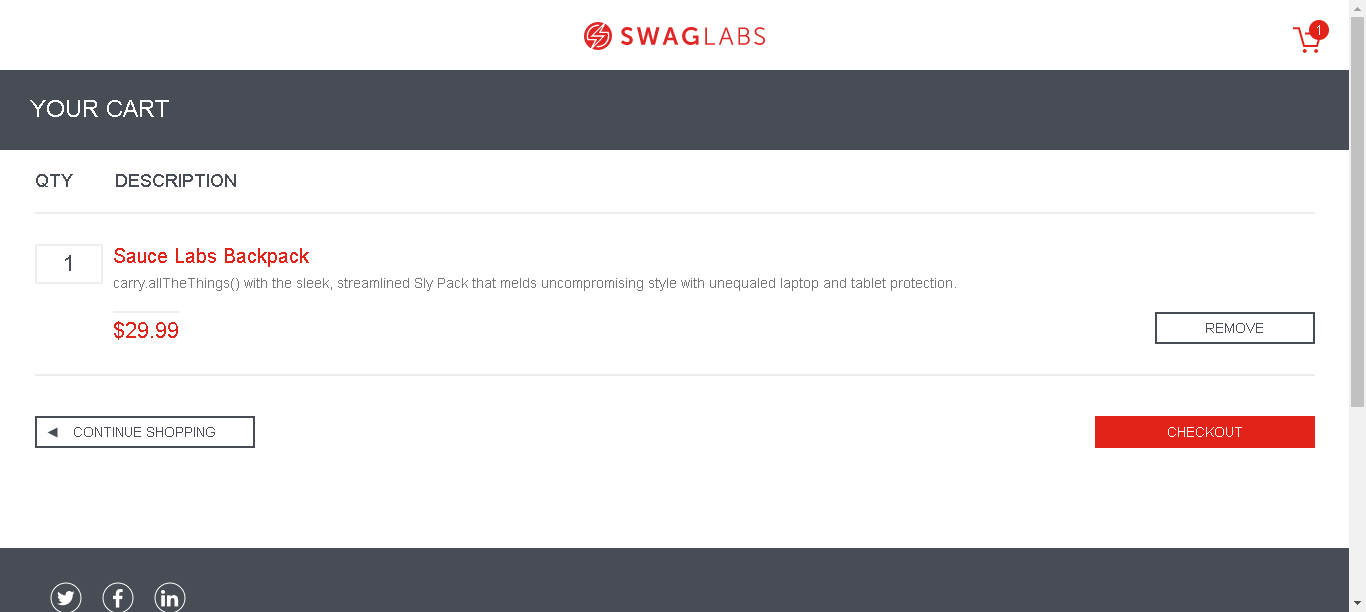 SWAGLABS
1
YOUR CART
QTY DESCRIPTION
1
Sauce Labs Backpack
carry.allTheThings() with the sleek, streamlined Sly Pack that melds uncompromising style with unequaled laptop and tablet protection.
$29.99
REMOVE
CONTINUE SHOPPING
CHECKOUT